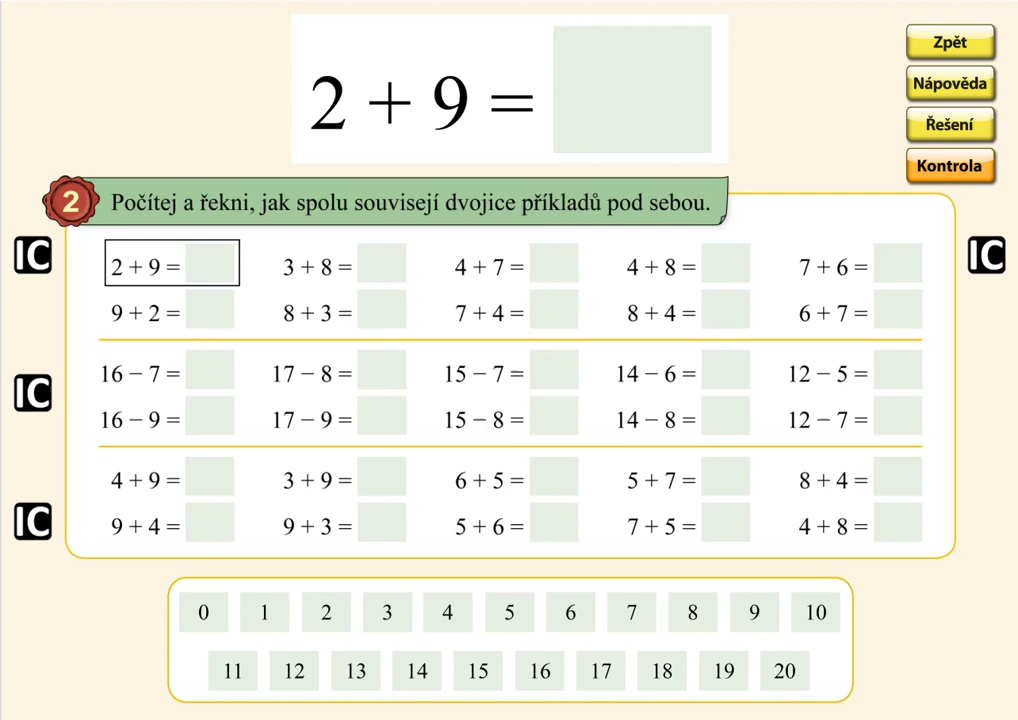 2 + 9 =
Zpět
Nápověda
Řešení
Kontrola
2 Počítej a řekni, jak spolu souvisejí dvojice příkladů pod sebou.
IC
IC
2 + 9 = 3 + 8 = 4 + 7 = 4 + 8 = 7 + 6 =
9 + 2 = 8 + 3 = 7 + 4 = 8 + 4 = 6 + 7 =
IC
16 − 7 = 17 − 8 = 15 − 7 = 14 − 6 = 12 − 5 =
16 − 9 = 17 − 9 = 15 − 8 = 14 − 8 = 12 − 7 =
IC
4 + 9 = 3 + 9 = 6 + 5 = 5 + 7 = 8 + 4 =
9 + 4 = 9 + 3 = 5 + 6 = 7 + 5 = 4 + 8 =
0 1 2 3 4 5 6 7 8 9 10
11 12 13 14 15 16 17 18 19 20